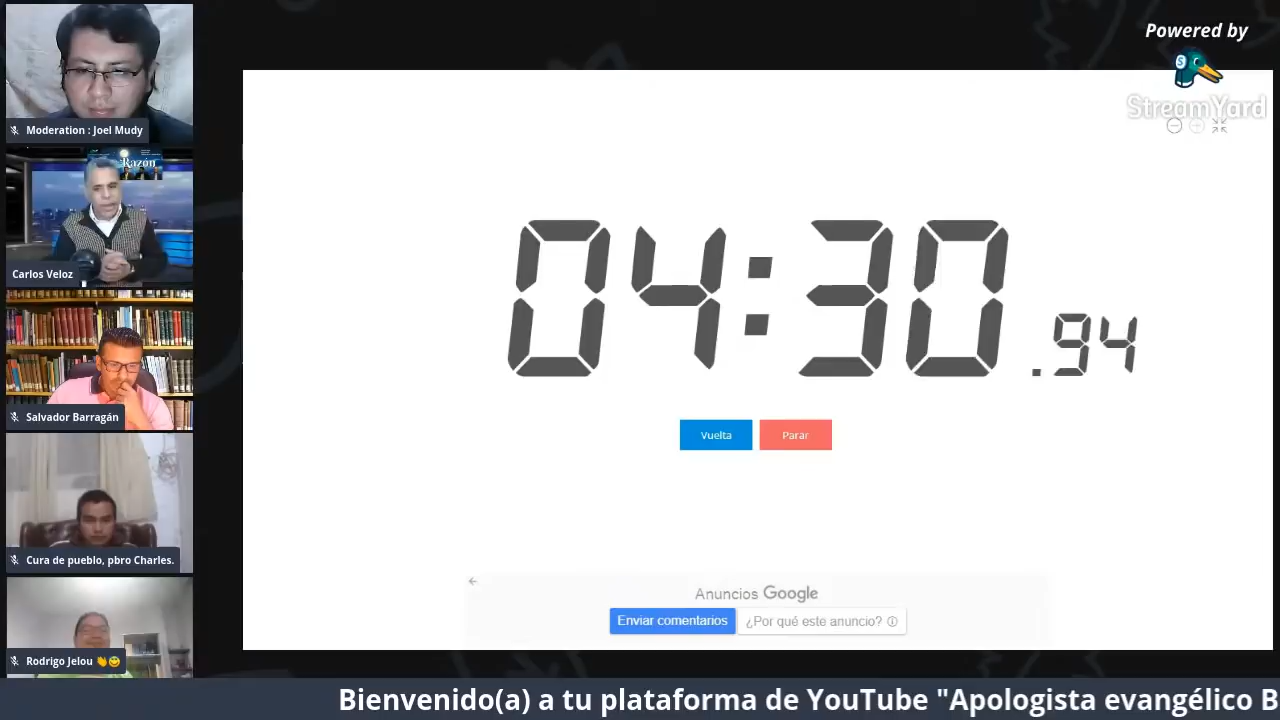 Powered by
StreamYard
Moderation : Joel Mudy
Razón
Carlos Veloz
Salvador Barragán
Cura de pueblo, pbro Charles.
Rodrigo Jelou 👋😊
04:30.94
Vuelta
Parar
Anuncios Google
Enviar comentarios
¿Por qué este anuncio?
Bienvenido(a) a tu plataforma de YouTube "Apologista evangélico B